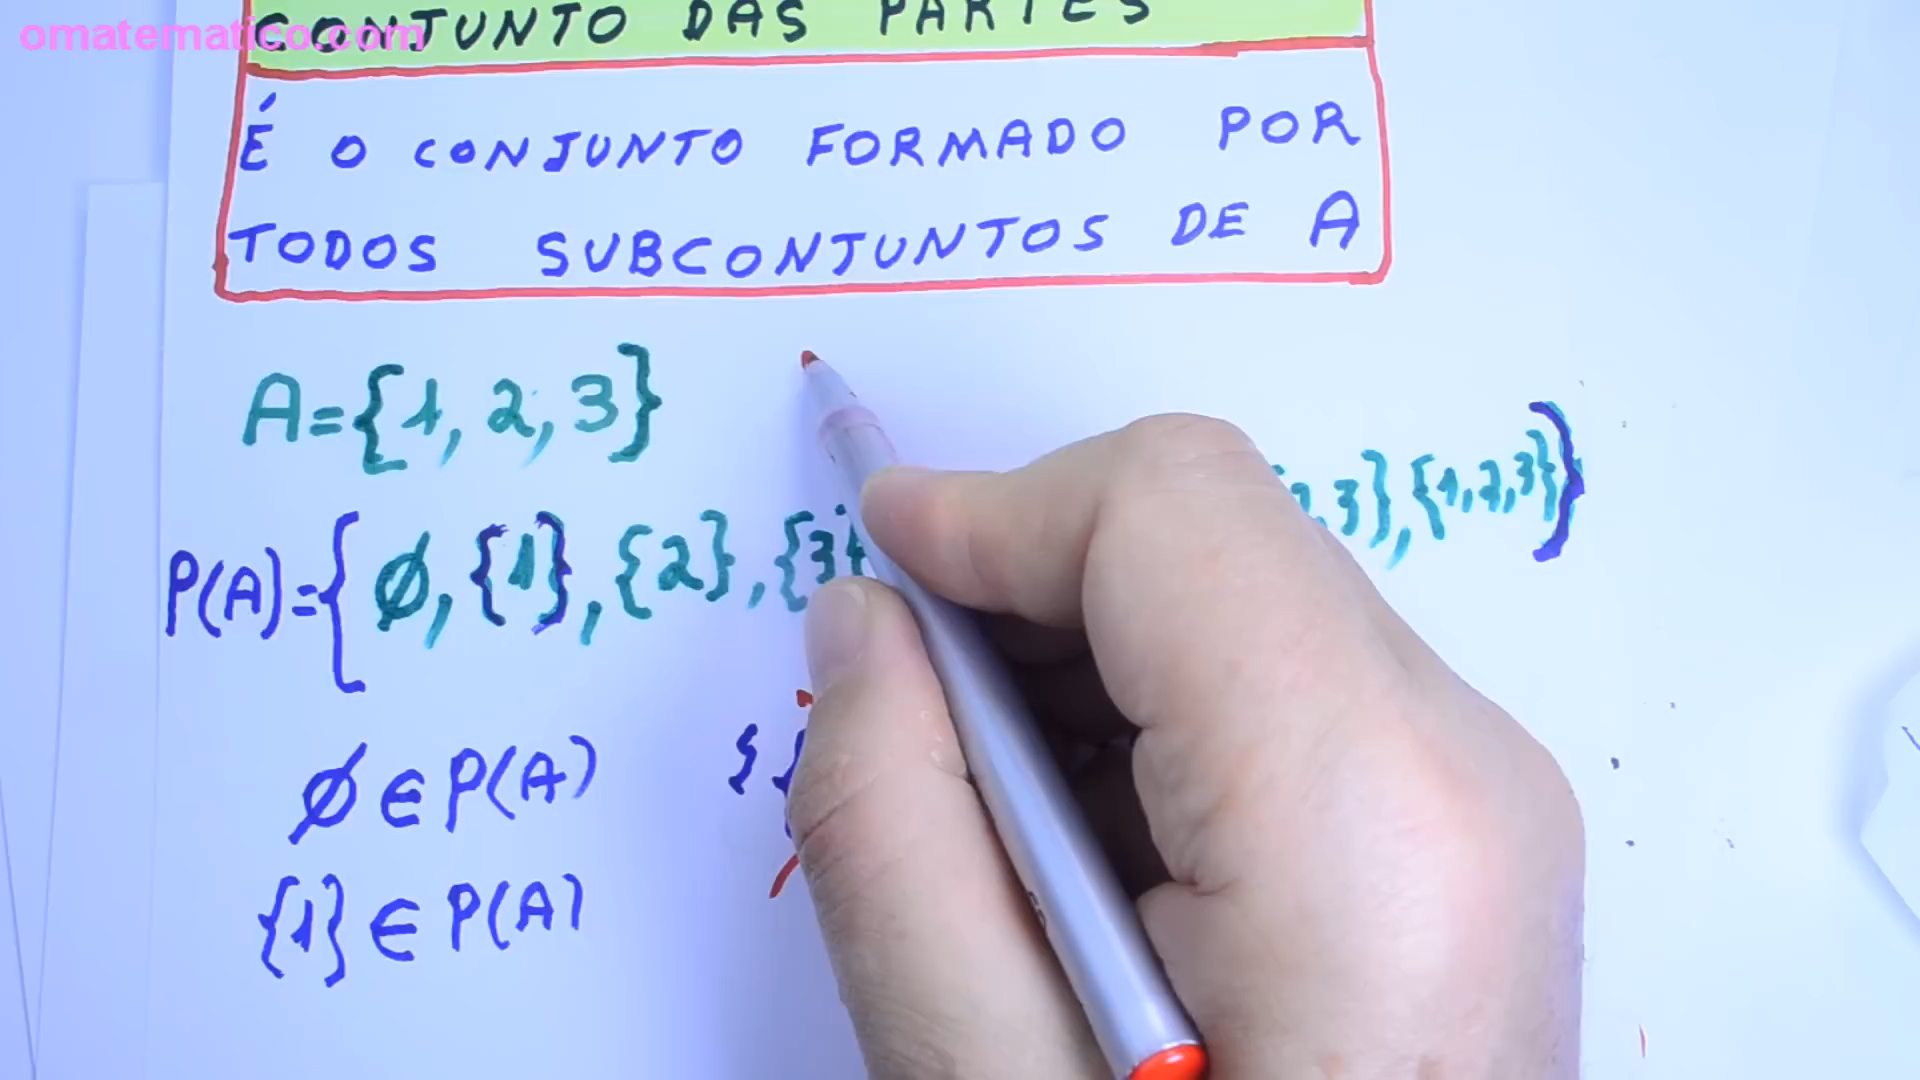 omatematico.com
CONJUNTO DAS PARTES
É O CONJUNTO FORMADO POR
TODOS SUBCONJUNTOS DE A
A={1,2,3}
P(A)={∅,{1},{2},{3 ,3},{1,2,3}}
∅∈P(A) {{
{1}∈P(A)